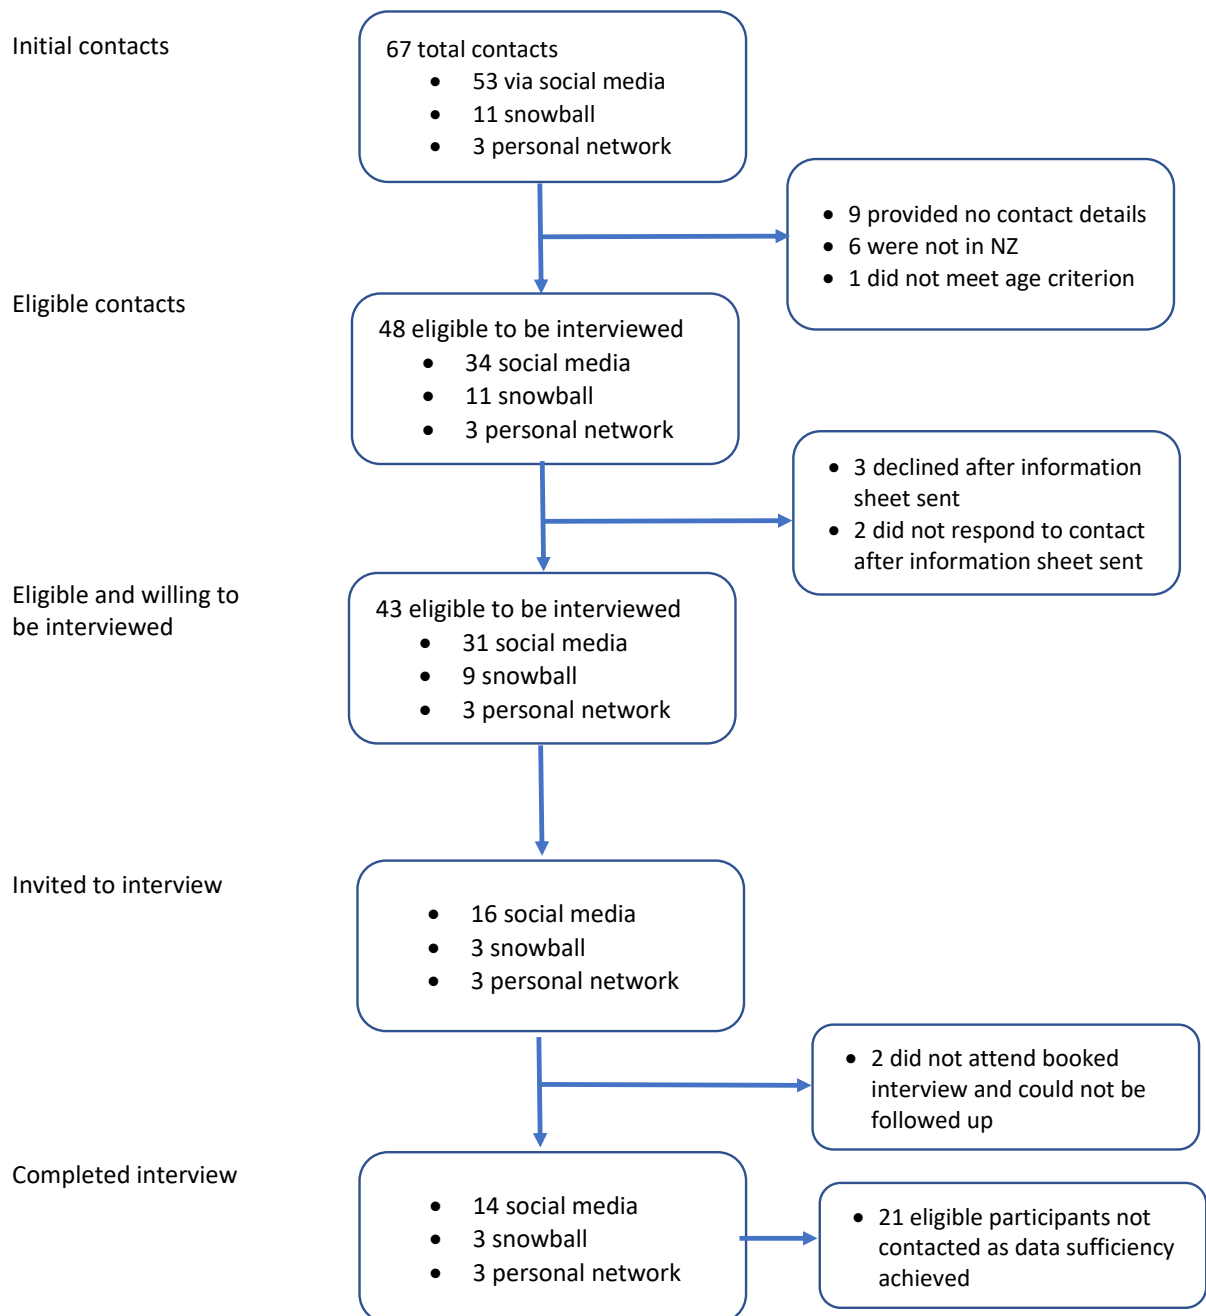 Initial contacts
67 total contacts
• 53 via social media
• 11 snowball
• 3 personal network
• 9 provided no contact details
• 6 were not in NZ
• 1 did not meet age criterion
Eligible contacts
48 eligible to be interviewed
• 34 social media
• 11 snowball
• 3 personal network
• 3 declined after information
sheet sent
• 2 did not respond to contact
after information sheet sent
Eligible and willing to
be interviewed
43 eligible to be interviewed
• 31 social media
• 9 snowball
• 3 personal network
Invited to interview
• 16 social media
• 3 snowball
• 3 personal network
• 2 did not attend booked
interview and could not be
followed up
Completed interview
• 14 social media
• 3 snowball
• 3 personal network
• 21 eligible participants not
contacted as data sufficiency
achieved